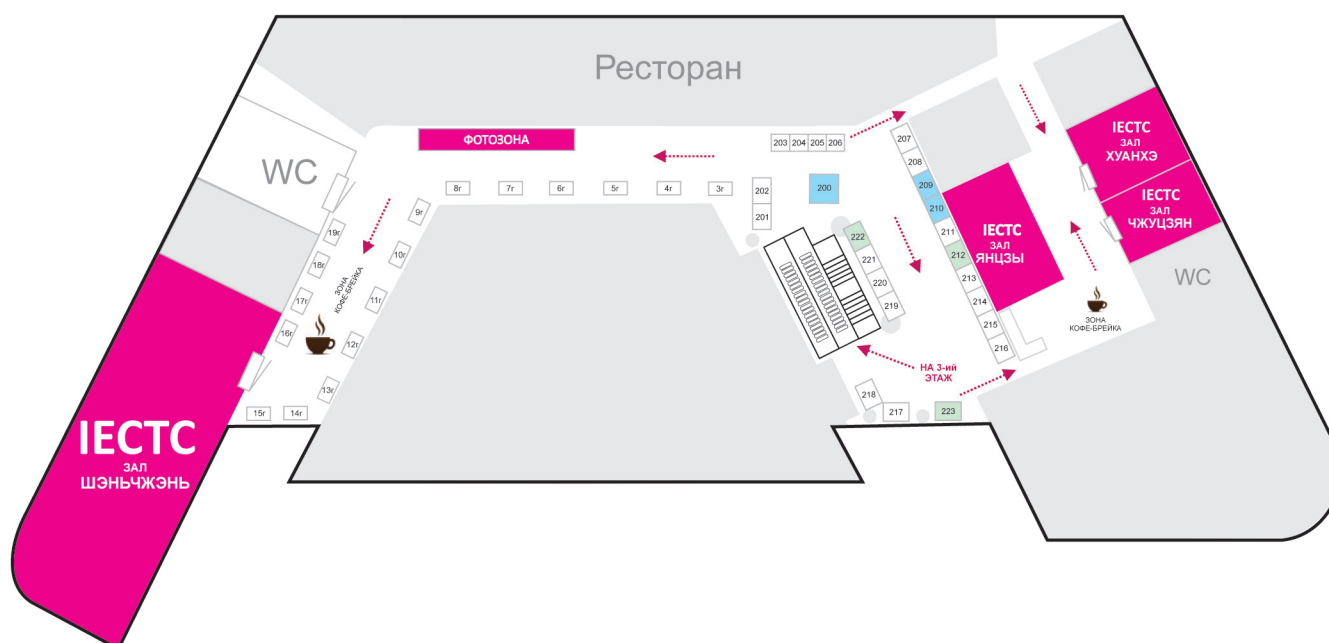 Ресторан
WC
ФОТОЗОНА
203 204 205 206
207
208
209
210
211
212
213
214
215
216
202
201
200
222
221
220
219
8г 7г 6г 5г 4г 3г
9г
10г
11г
12г
13г
14г
15г
16г
17г
18г
19г
ЗОНА
КОФЕ-БРЕЙКА
IECTC
ЗАЛ
ШЭНЬЧЖЭНЬ
НА 3-ий
ЭТАЖ
218
217
223
IECTC
ЗАЛ
ЯНЦЗЫ
IECTC
ЗАЛ
ХУАНХЭ
IECTC
ЗАЛ
ЧЖУЦЗЯН
WC
ЗОНА
КОФЕ-БРЕЙКА